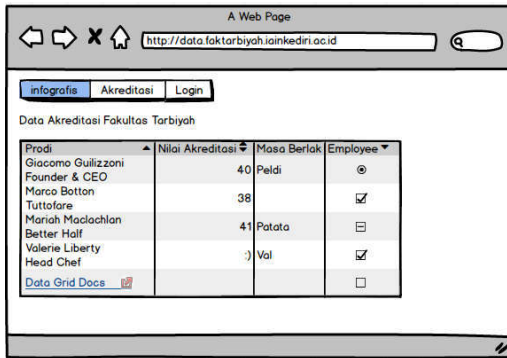 A Web Page
http://data.faktarbiyah.iainkediri.ac.id
infografis Akreditasi Login
Data Akreditasi Fakultas Tarbiyah
Prodi Nilai Akreditasi Masa Berlak Employee
Giacomo Guilizzoni
Founder & CEO 40 Peldi
Marco Botton
Tuttofare 38
Mariah Maclachlan
Better Half 41 Patata
Valerie Liberty
Head Chef :) Val
Data Grid Docs